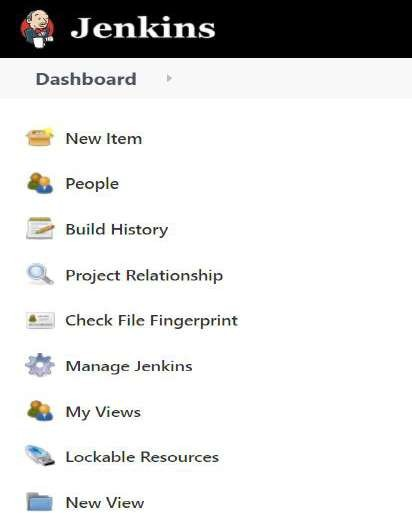 Jenkins
Dashboard
New Item
People
Build History
Project Relationship
Check File Fingerprint
Manage Jenkins
My Views
Lockable Resources
New View